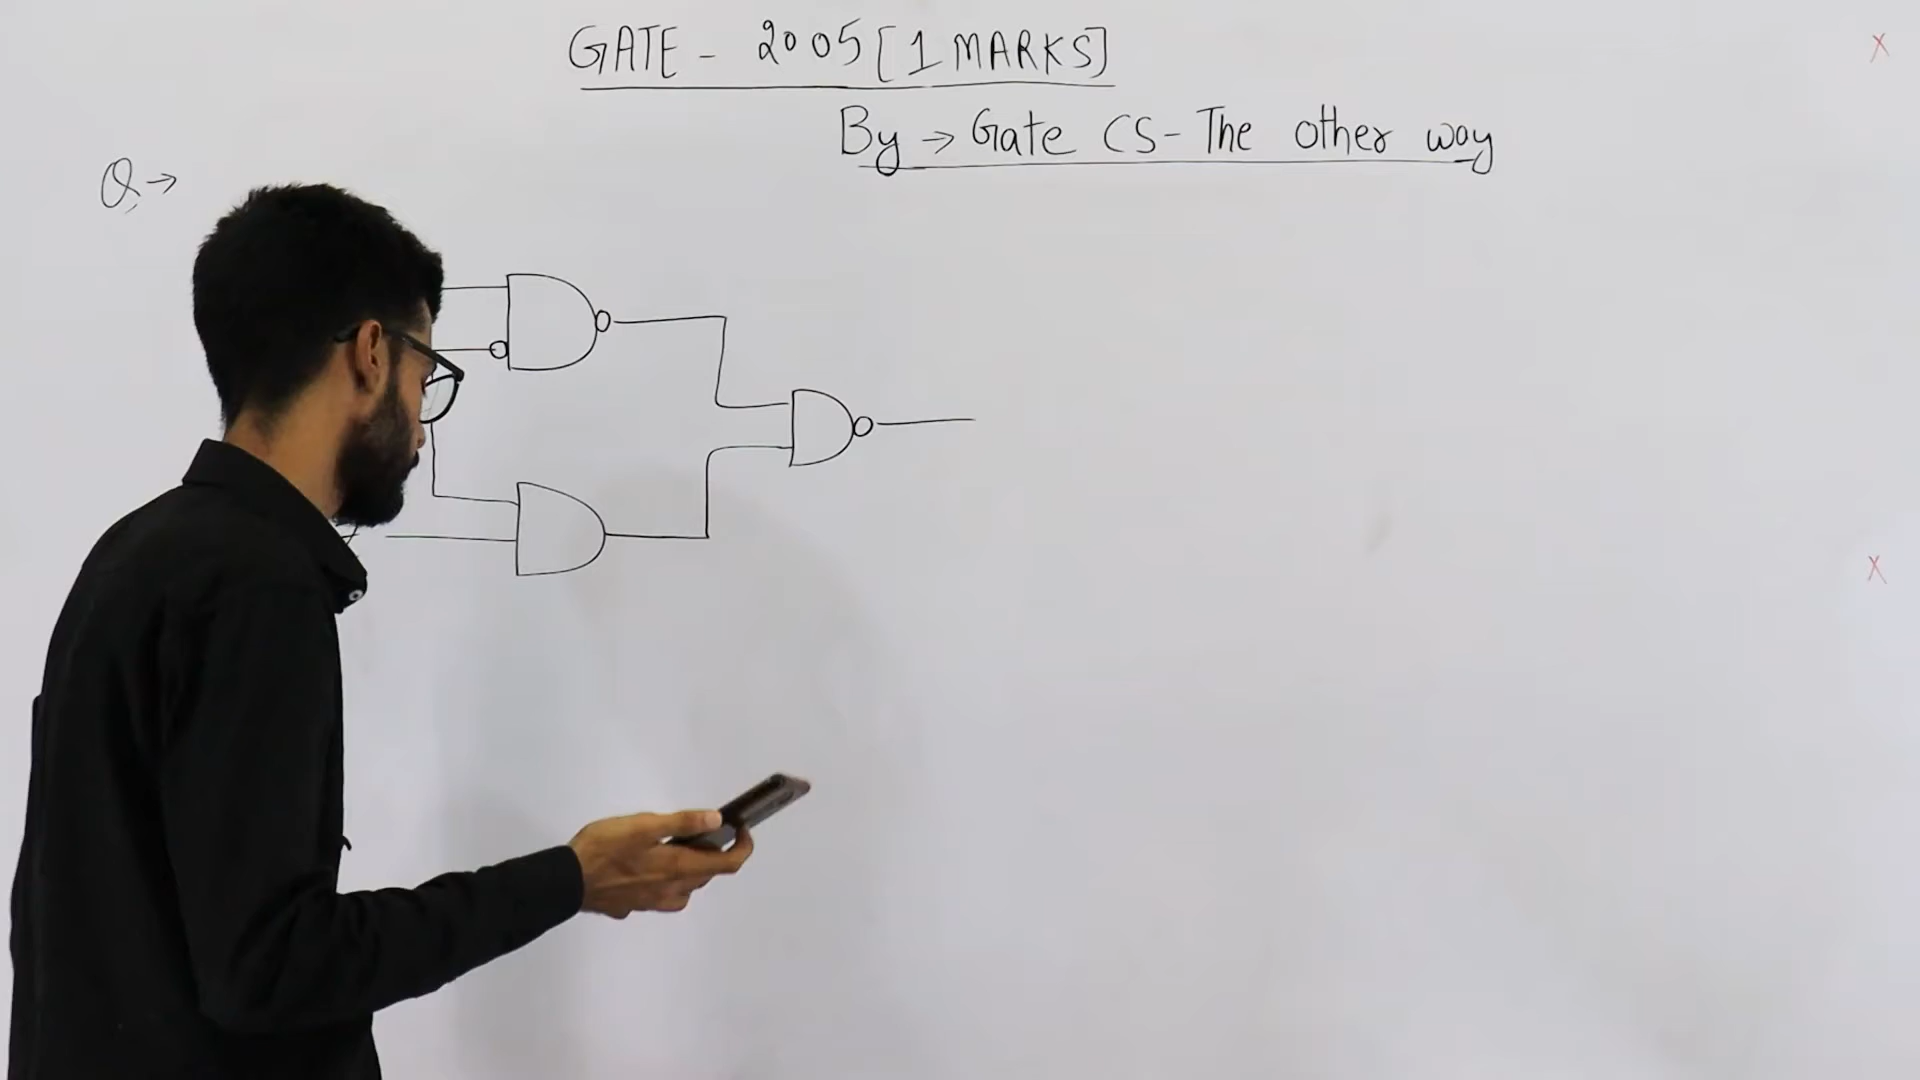 GATE - 2005 [1 MARKS]
By → Gate CS - The other way
Q →
X
X